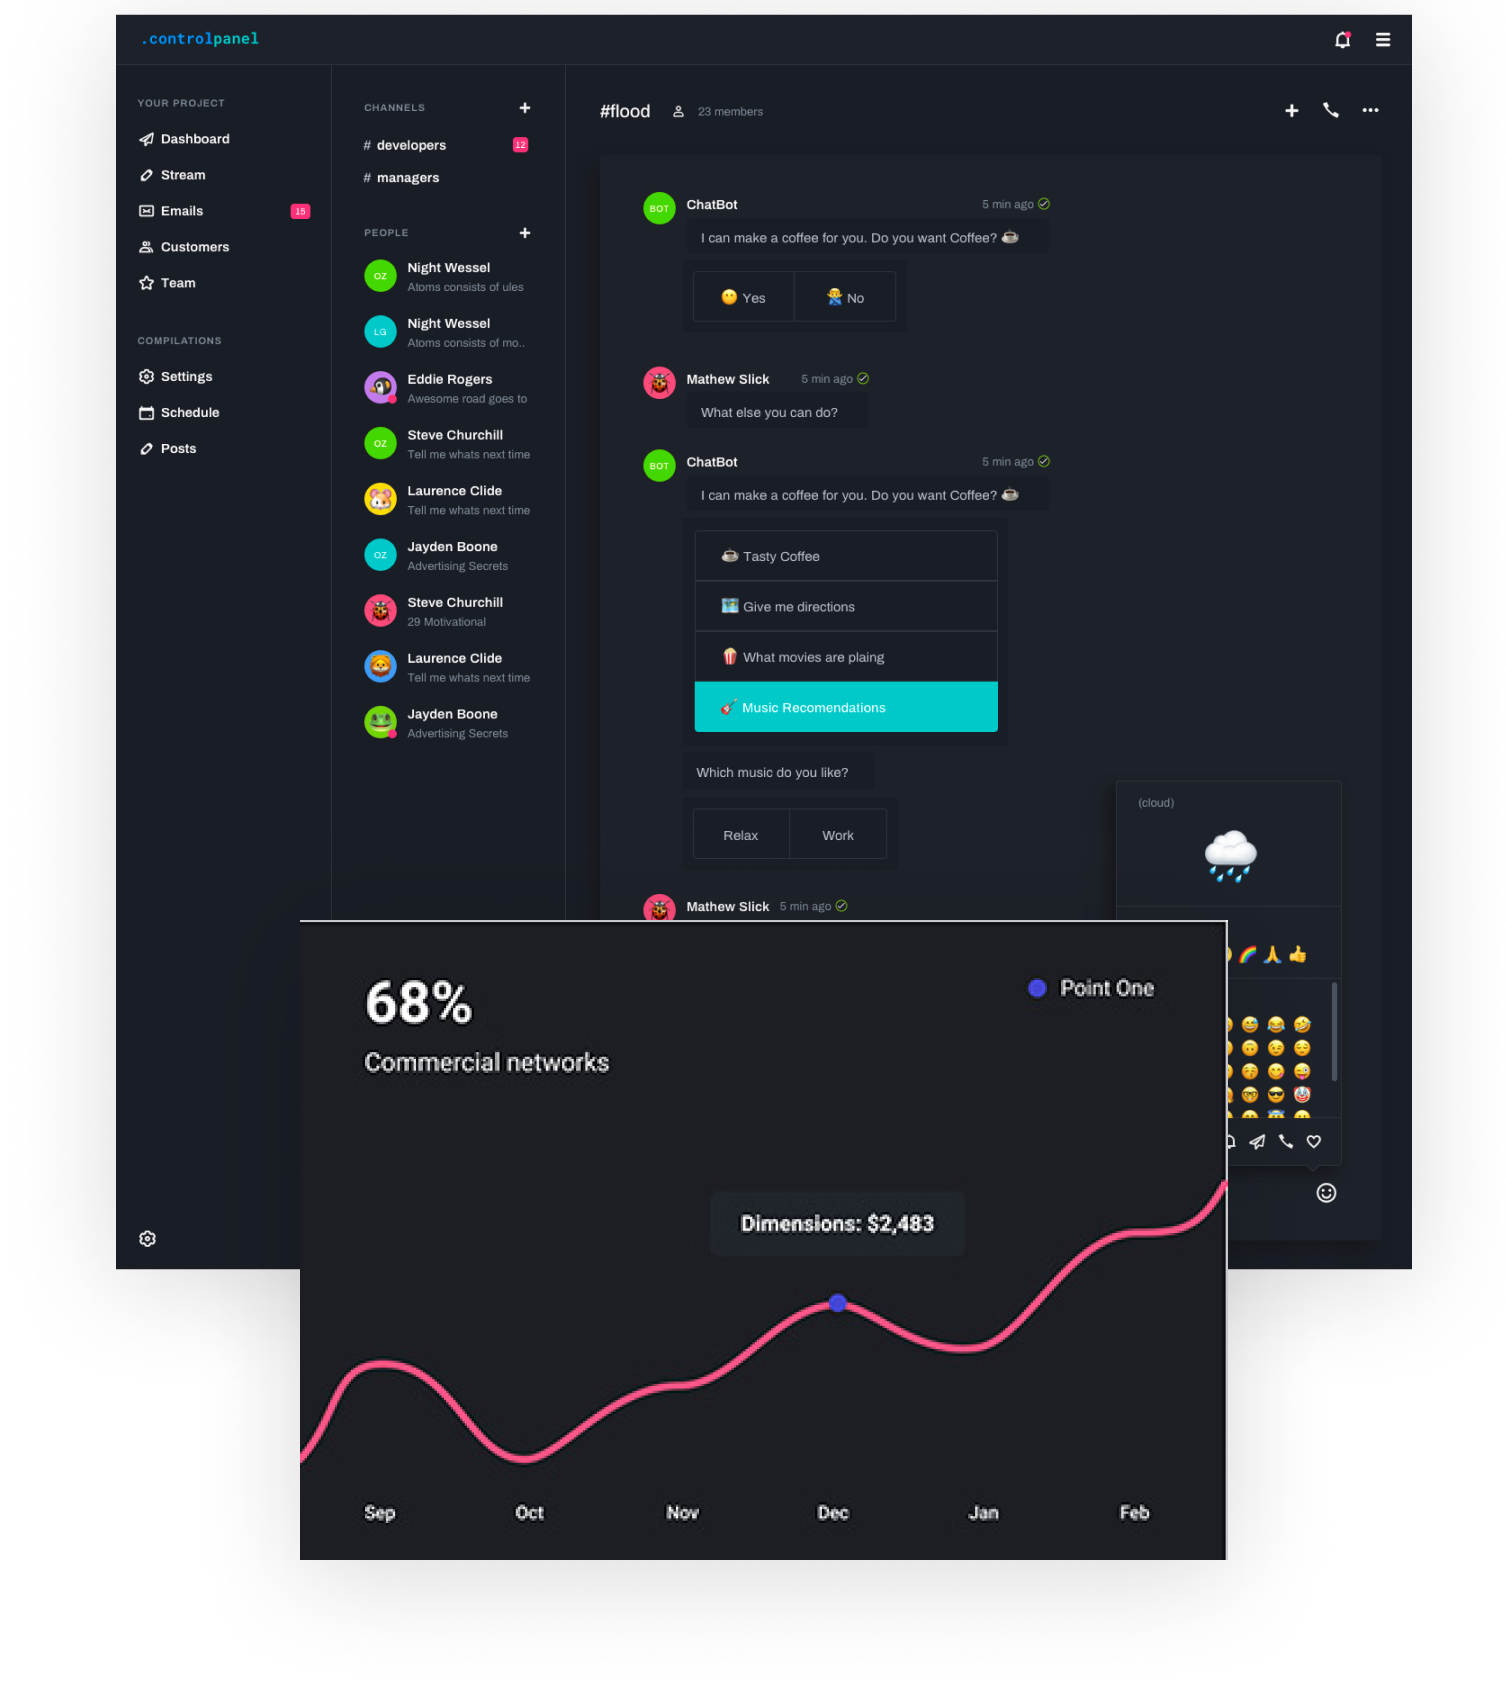 .controlpanel
YOUR PROJECT
Dashboard
Stream
Emails 15
Customers
Team
COMPILATIONS
Settings
Schedule
Posts
CHANNELS
# developers 12
# managers
PEOPLE
OZ
Night Wessel
Atoms consists of ules
LG
Night Wessel
Atoms consists of mo..
Eddie Rogers
Awesome road goes to
OZ
Steve Churchill
Tell me whats next time
Laurence Clide
Tell me whats next time
OZ
Jayden Boone
Advertising Secrets
Steve Churchill
29 Motivational
Laurence Clide
Tell me whats next time
Jayden Boone
Advertising Secrets
#flood 23 members
BOT
ChatBot 5 min ago
I can make a coffee for you. Do you want Coffee?
Yes No
Mathew Slick 5 min ago
What else you can do?
BOT
ChatBot 5 min ago
I can make a coffee for you. Do you want Coffee?
Tasty Coffee
Give me directions
What movies are plaing
Music Recomendations
Which music do you like?
Relax Work
Mathew Slick 5 min ago
(cloud)
68%
Commercial networks
Point One
Dimensions: $2,483
Sep Oct Nov Dec Jan Feb